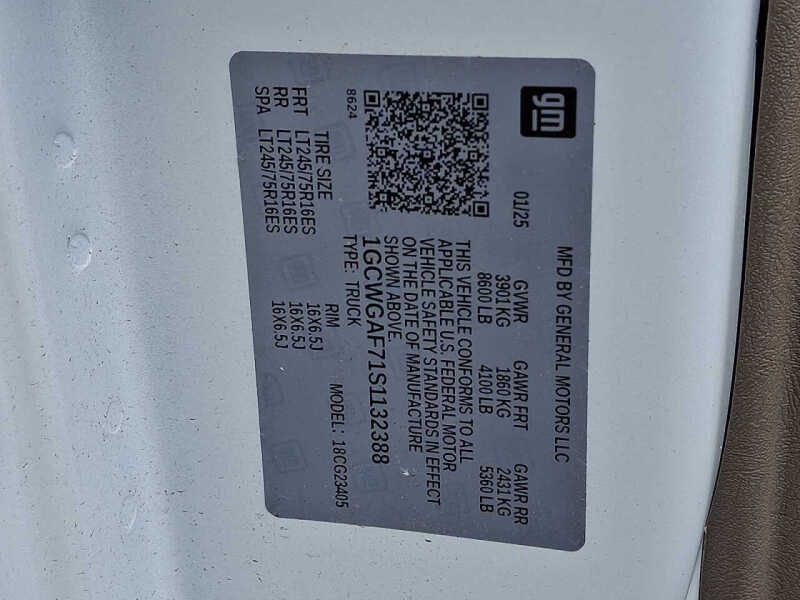 gm
MFD BY GENERAL MOTORS LLC
01/25
GVWR GAWR FRT GAWR RR
3901 KG 1860 KG 2431 KG
8600 LB 4100 LB 5360 LB
THIS VEHICLE CONFORMS TO ALL
APPLICABLE U.S. FEDERAL MOTOR
VEHICLE SAFETY STANDARDS IN EFFECT
ON THE DATE OF MANUFACTURE
SHOWN ABOVE.
1GCWGAF71S1132388
TYPE: TRUCK MODEL: 18CG23405
8624
TIRE SIZE RIM
FRT LT245/75R16ES 16X6.5J
RR LT245/75R16ES 16X6.5J
SPA LT245/75R16ES 16X6.5J